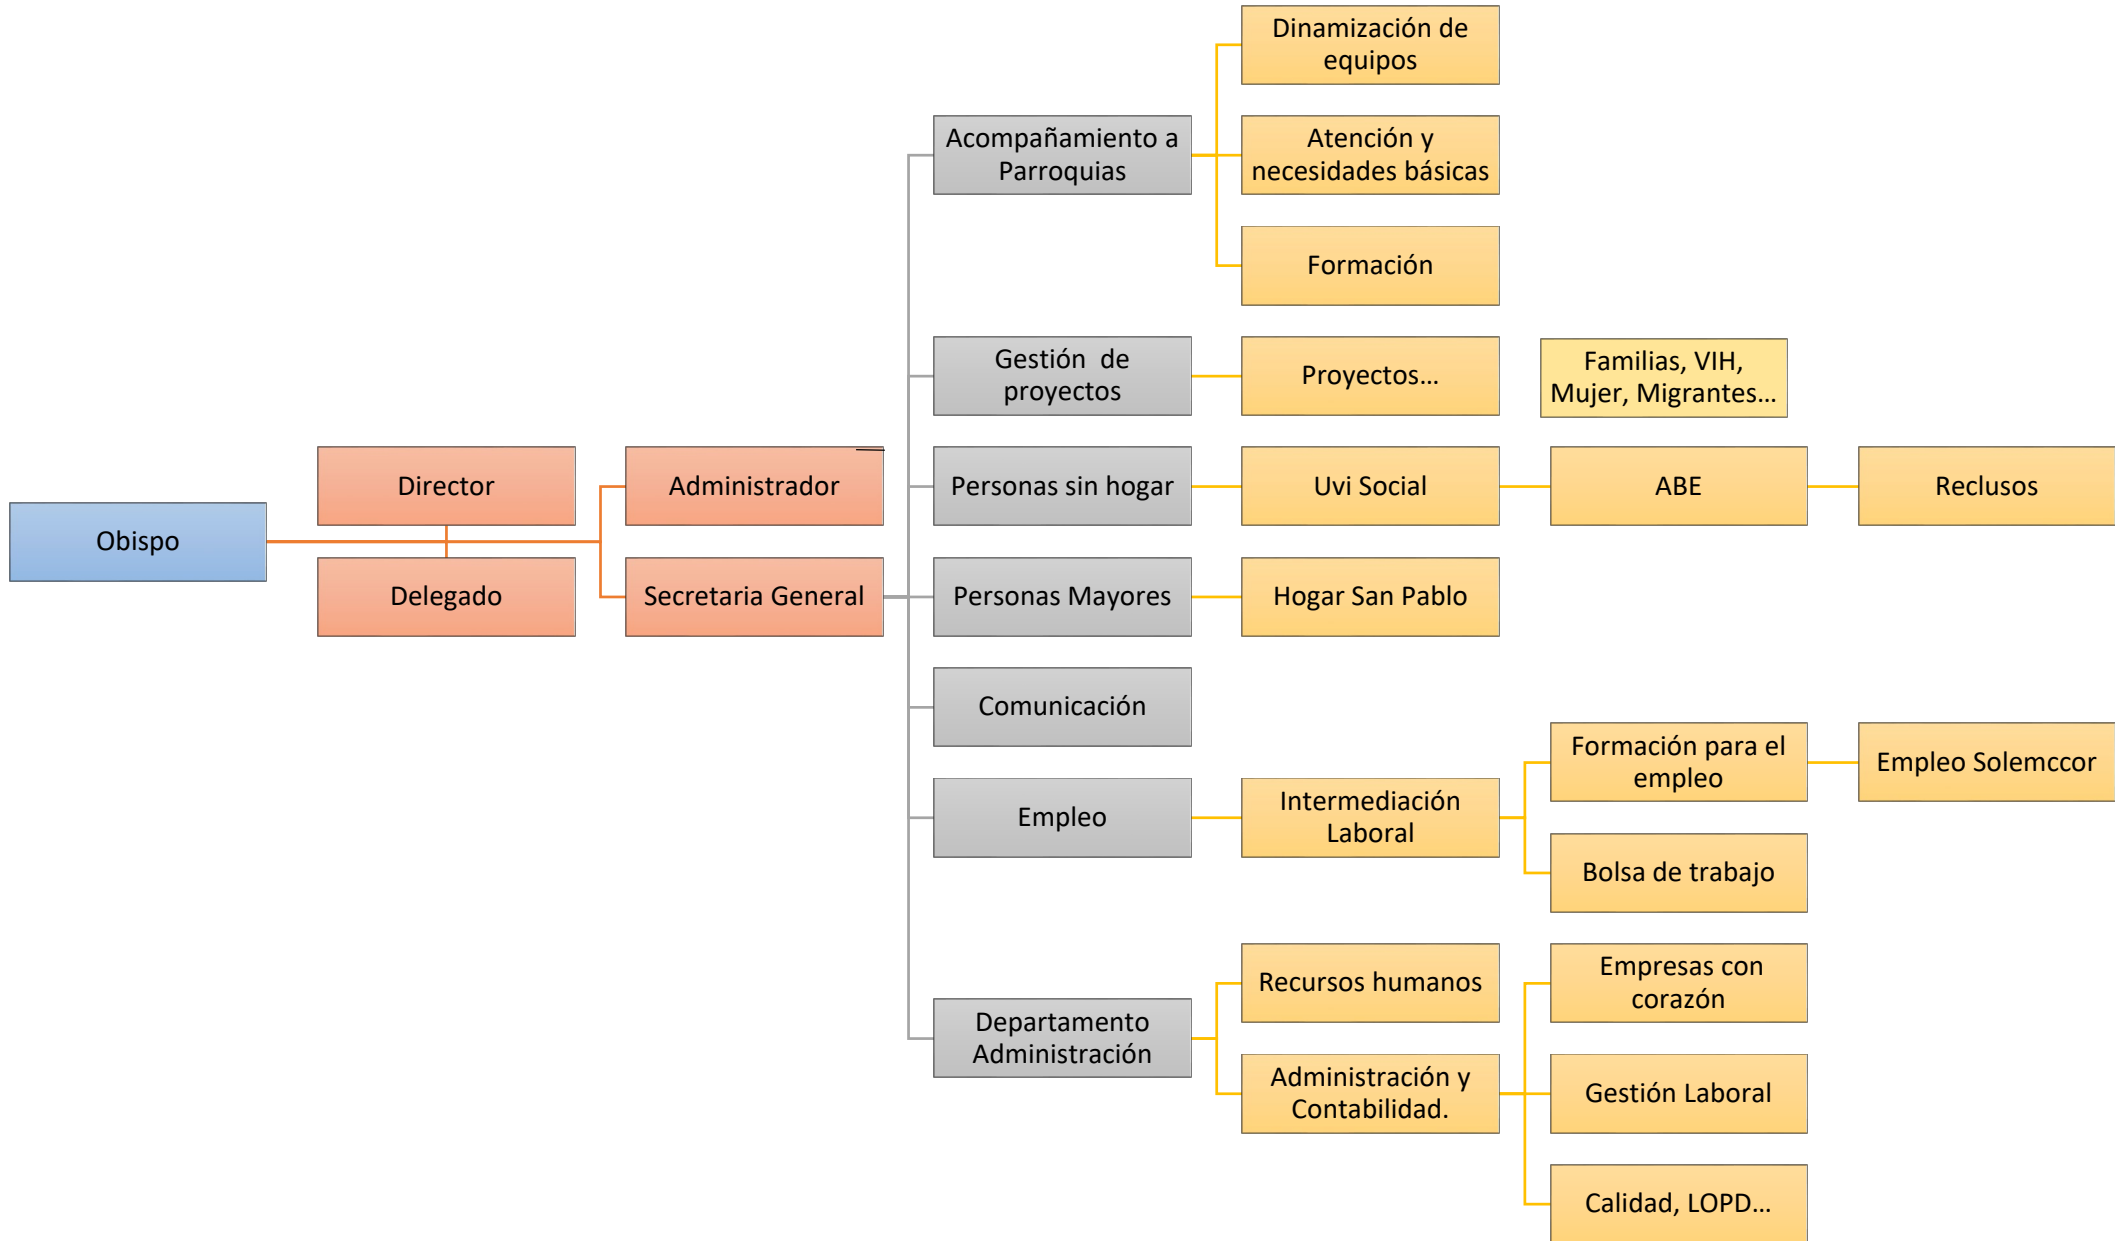 Dinamización de
equipos
Acompañamiento a
Parroquias
Atención y
necesidades básicas
Formación
Gestión  de
proyectos
Proyectos…
Familias, VIH,
Mujer, Migrantes…
Director
Administrador
Personas sin hogar
Uvi Social
ABE
Reclusos
Obispo
Delegado
Secretaria General
Personas Mayores
Hogar San Pablo
Comunicación
Formación para el
empleo
Empleo Solemccor
Empleo
Intermediación
Laboral
Bolsa de trabajo
Recursos humanos
Empresas con
corazón
Departamento
Administración
Administración y
Contabilidad.
Gestión Laboral
Calidad, LOPD…